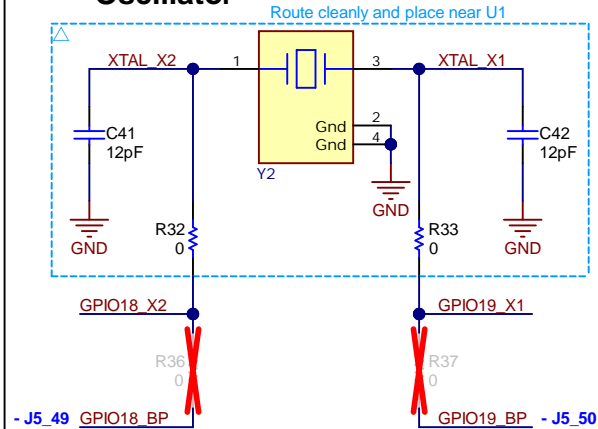 Oscillator
Route cleanly and place near U1
XTAL_X2
1
3
XTAL_X1
C41
12pF
Gnd 2
Gnd 4
C42
12pF
Y2
GND
GND
GND
R32
0
R33
0
GPIO18_X2
GPIO19_X1
R36
0
R37
0
- J5_49 GPIO18_BP
GPIO19_BP - J5_50